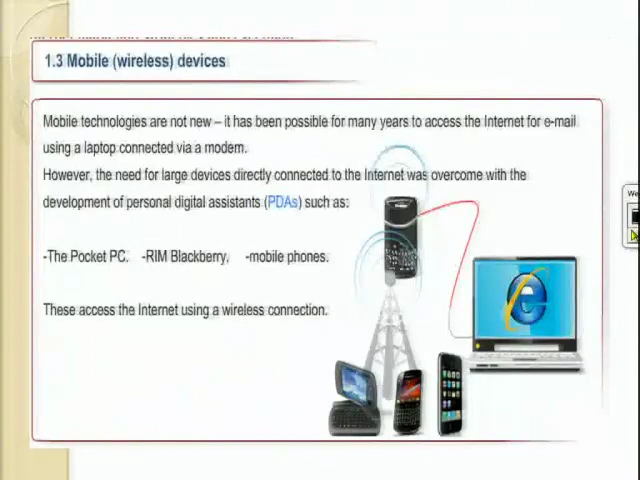 1.3 Mobile (wireless) devices
Mobile technologies are not new – it has been possible for many years to access the Internet for e-mail
using a laptop connected via a modem.
However, the need for large devices directly connected to the Internet was overcome with the
development of personal digital assistants (PDAs) such as:
-The Pocket PC. -RIM Blackberry. -mobile phones.
These access the Internet using a wireless connection.
We